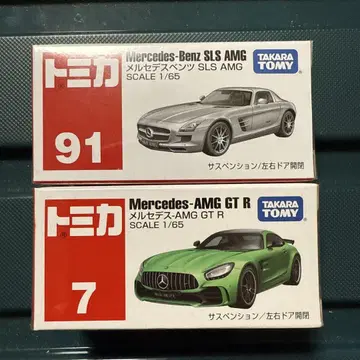 トミカ
91
Mercedes-Benz SLS AMG
メルセデスベンツ SLS AMG
SCALE 1/65
TAKARA
TOMY
サスペンション/左右ドア開閉
トミカ
7
Mercedes-AMG GT R
メルセデス-AMG GT R
SCALE 1/65
TAKARA
TOMY
サスペンション/左右ドア開閉